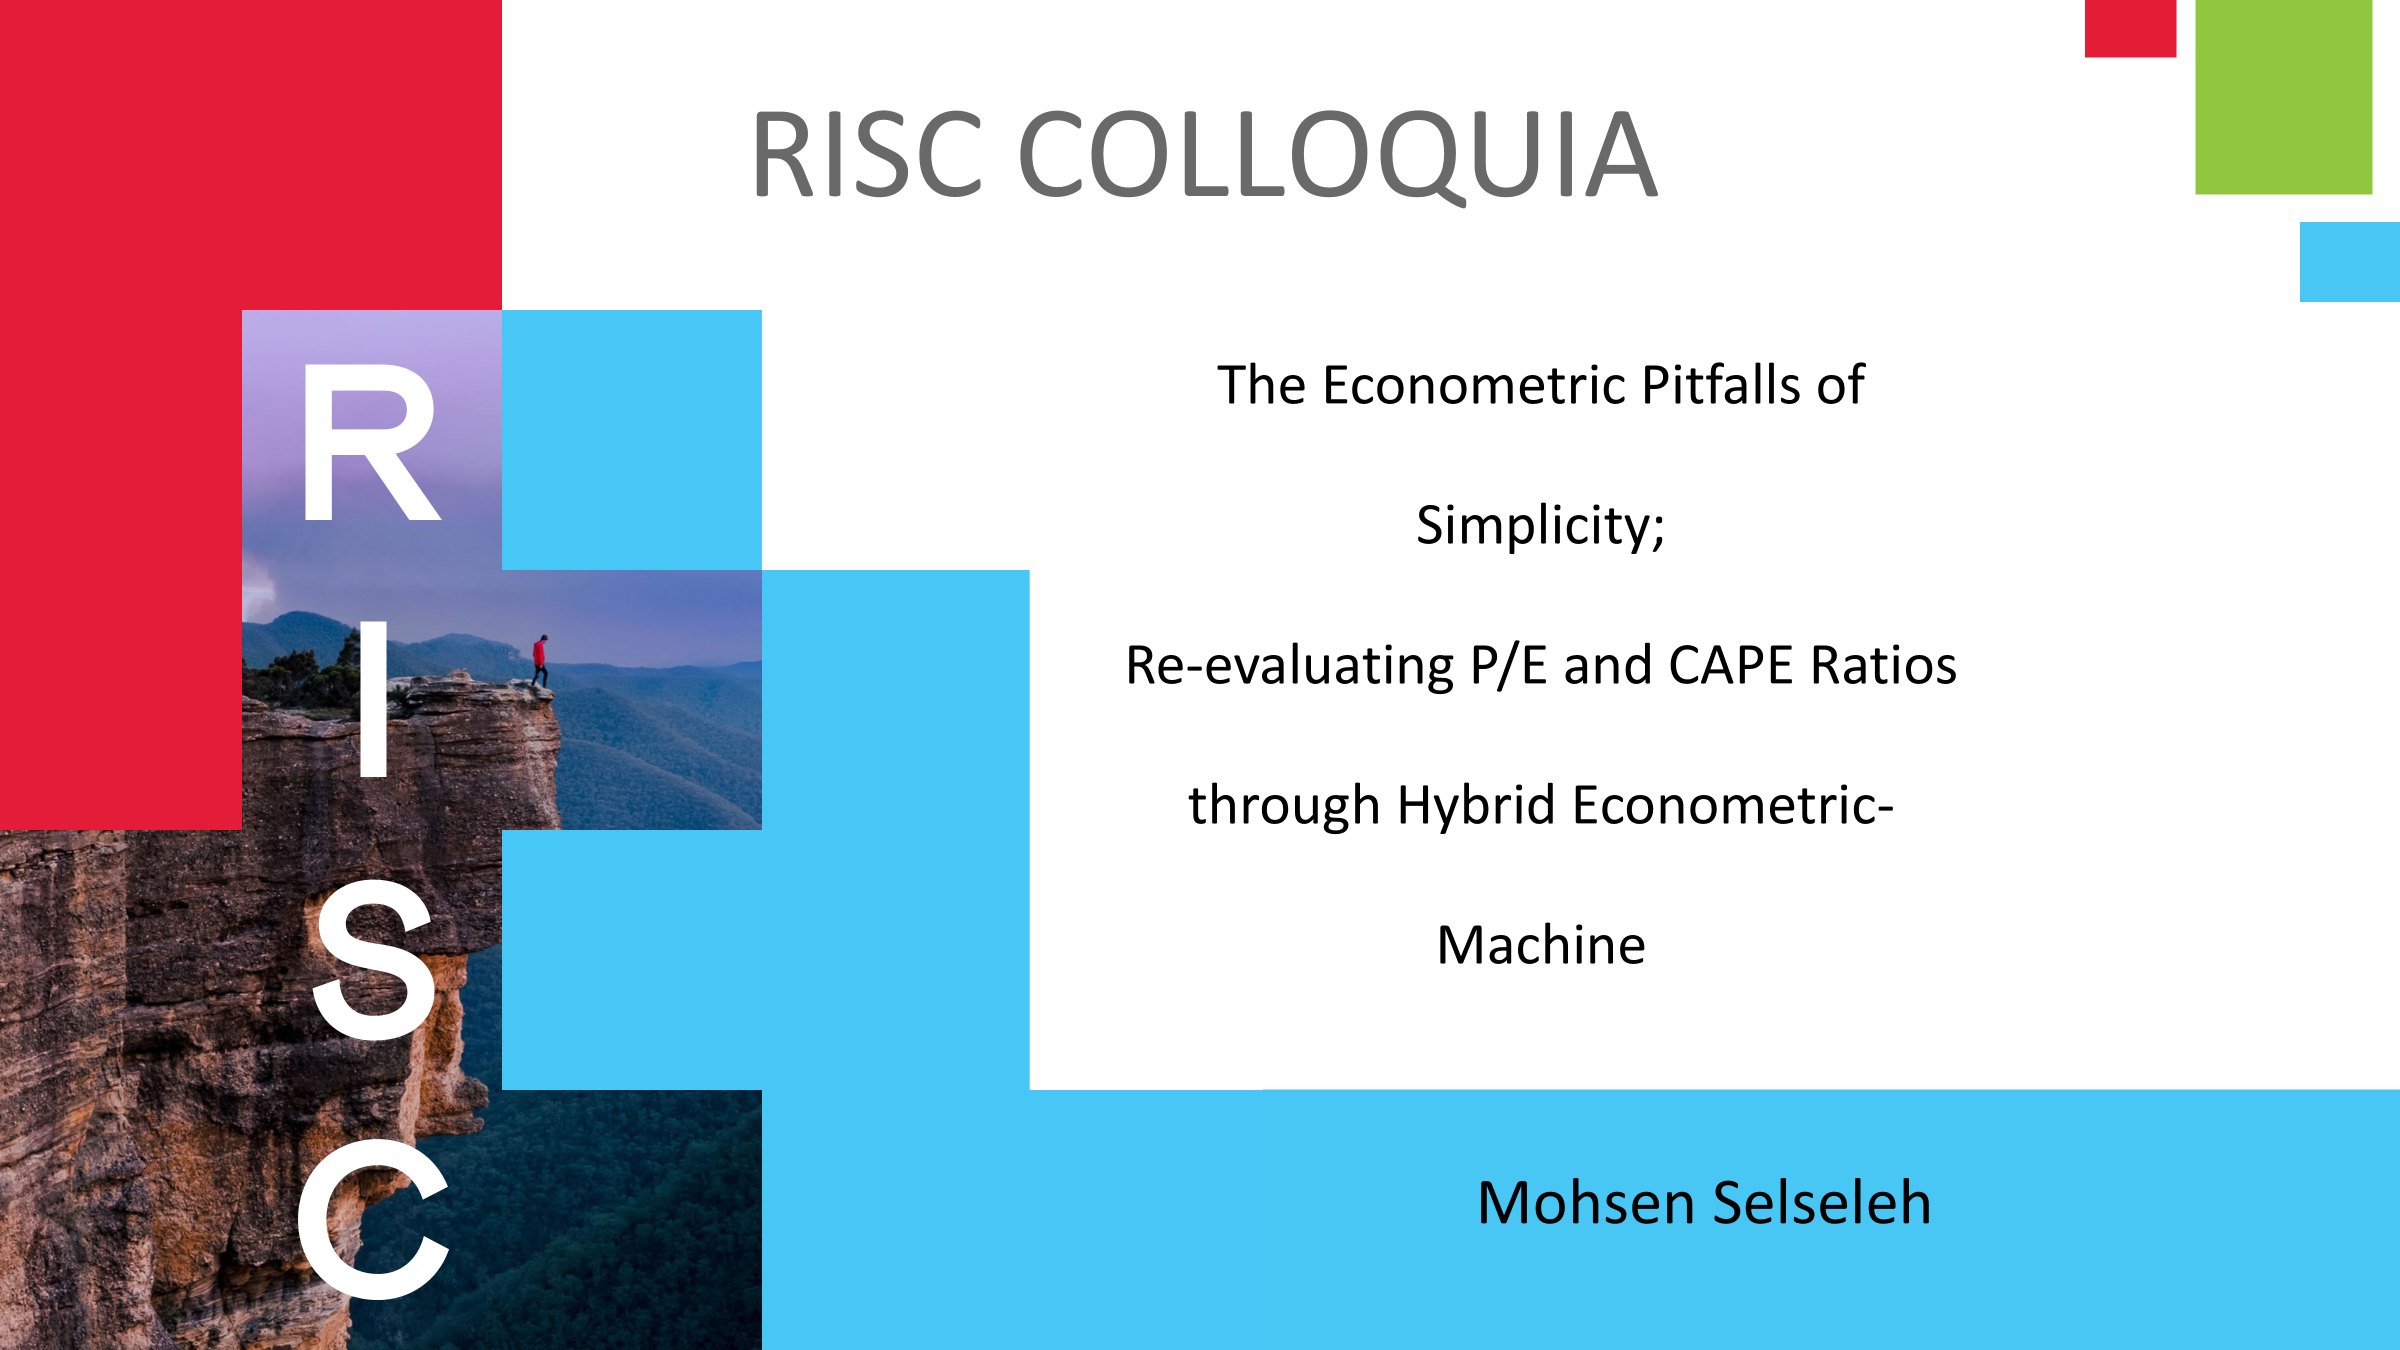 RISC COLLOQUIA
R
I
S
C
The Econometric Pitfalls of
Simplicity;
Re-evaluating P/E and CAPE Ratios
through Hybrid Econometric-
Machine
Mohsen Selseleh